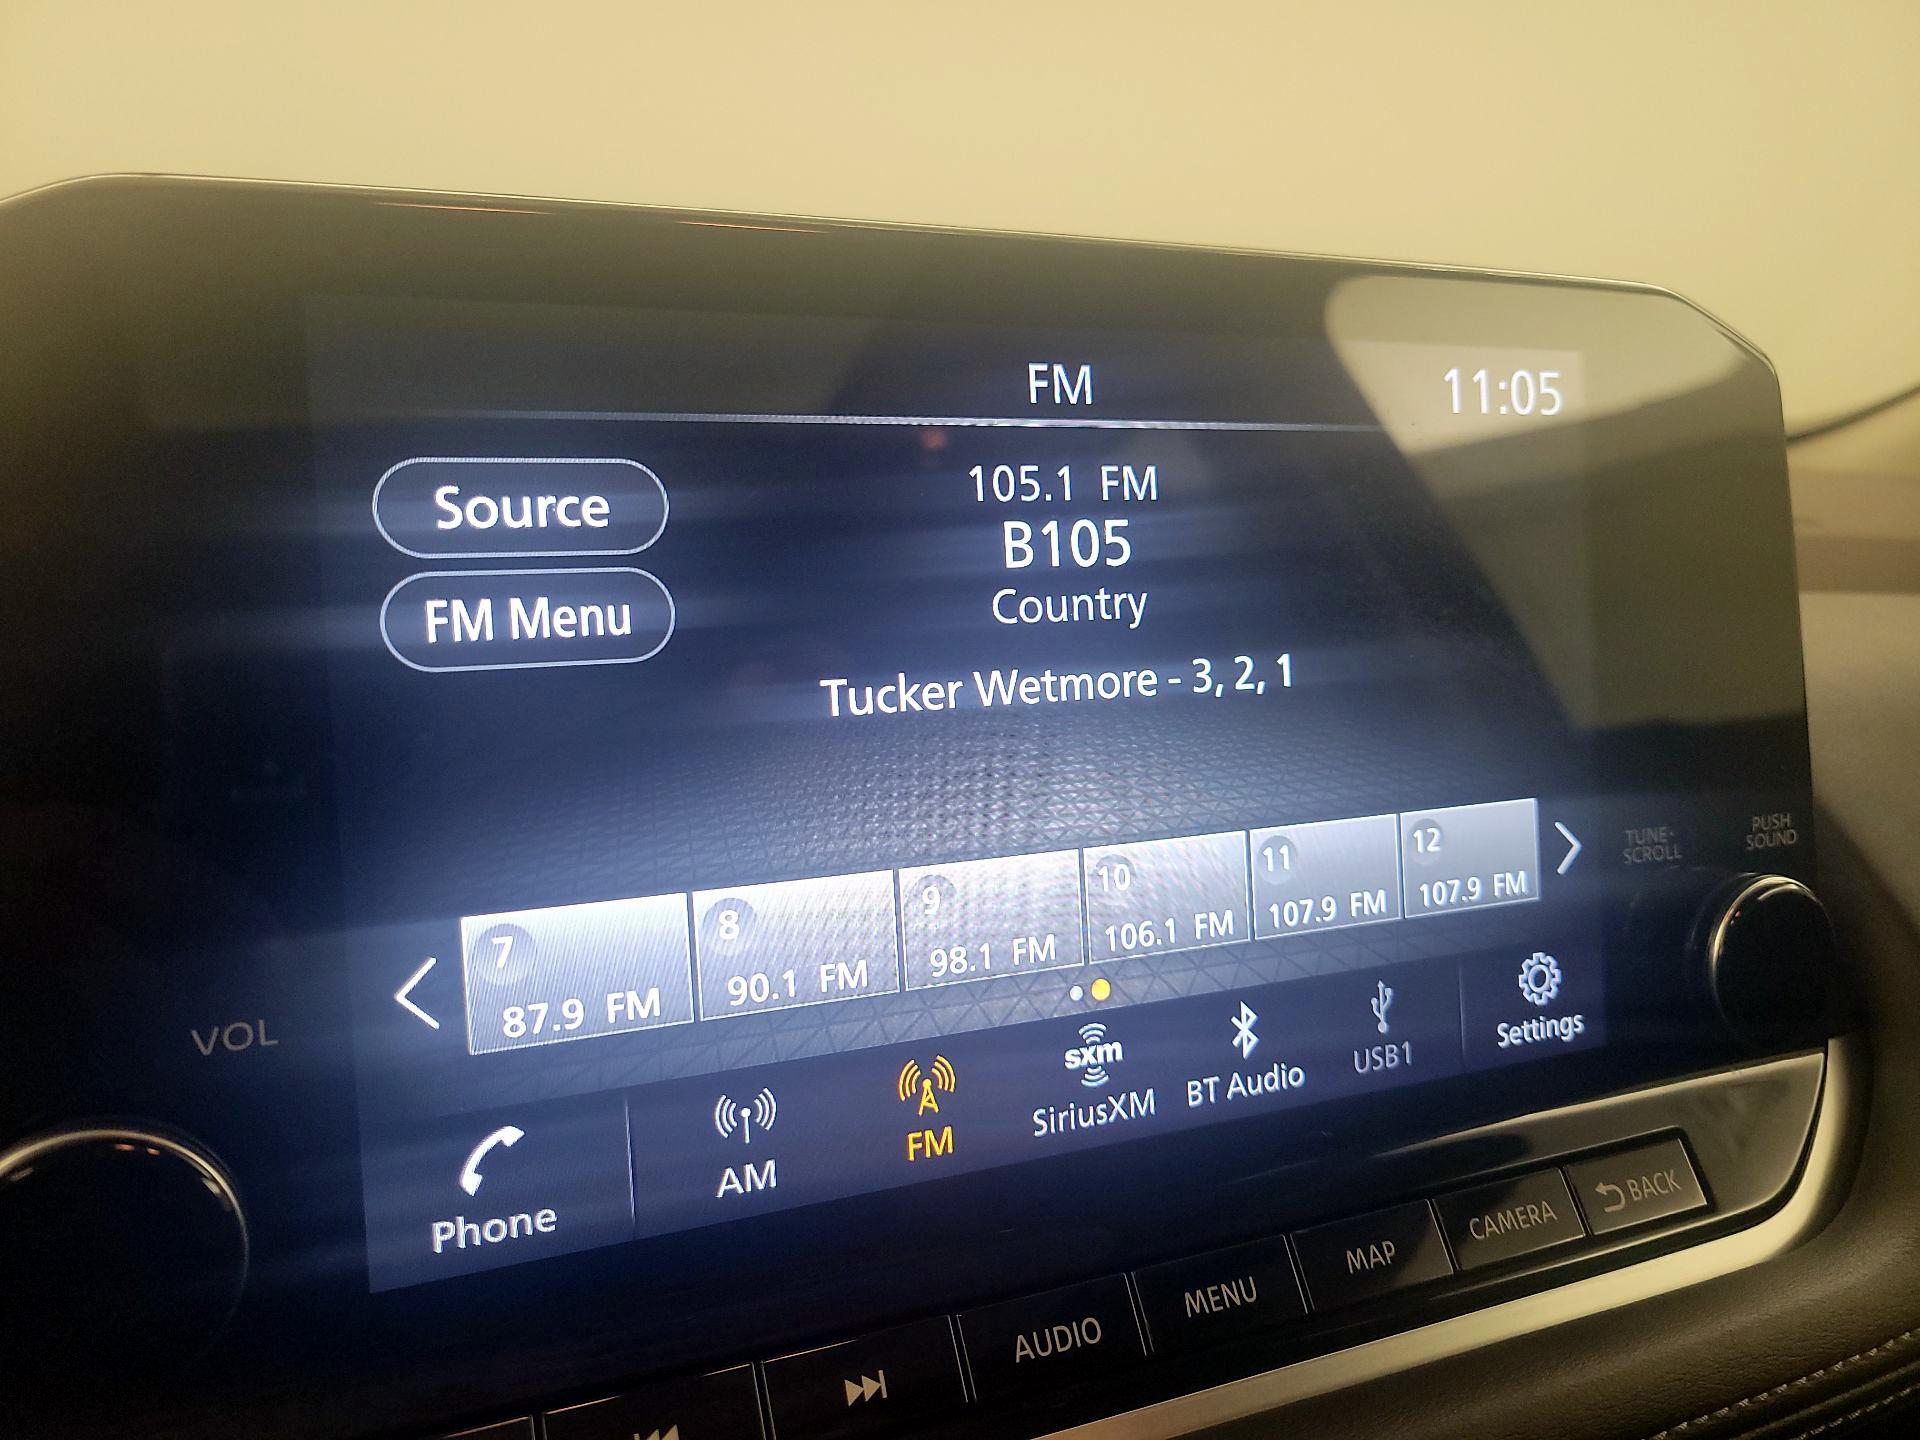 FM
11:05
Source
105.1 FM
B105
FM Menu
Country
Tucker Wetmore - 3, 2, 1
7
87.9 FM
8
90.1 FM
9
98.1 FM
10
106.1 FM
11
107.9 FM
12
107.9 FM
TUNE·
SCROLL
PUSH
SOUND
VOL
Phone
AM
FM
sxm
SiriusXM
BT Audio
USB1
Settings
AUDIO
MENU
MAP
CAMERA
BACK